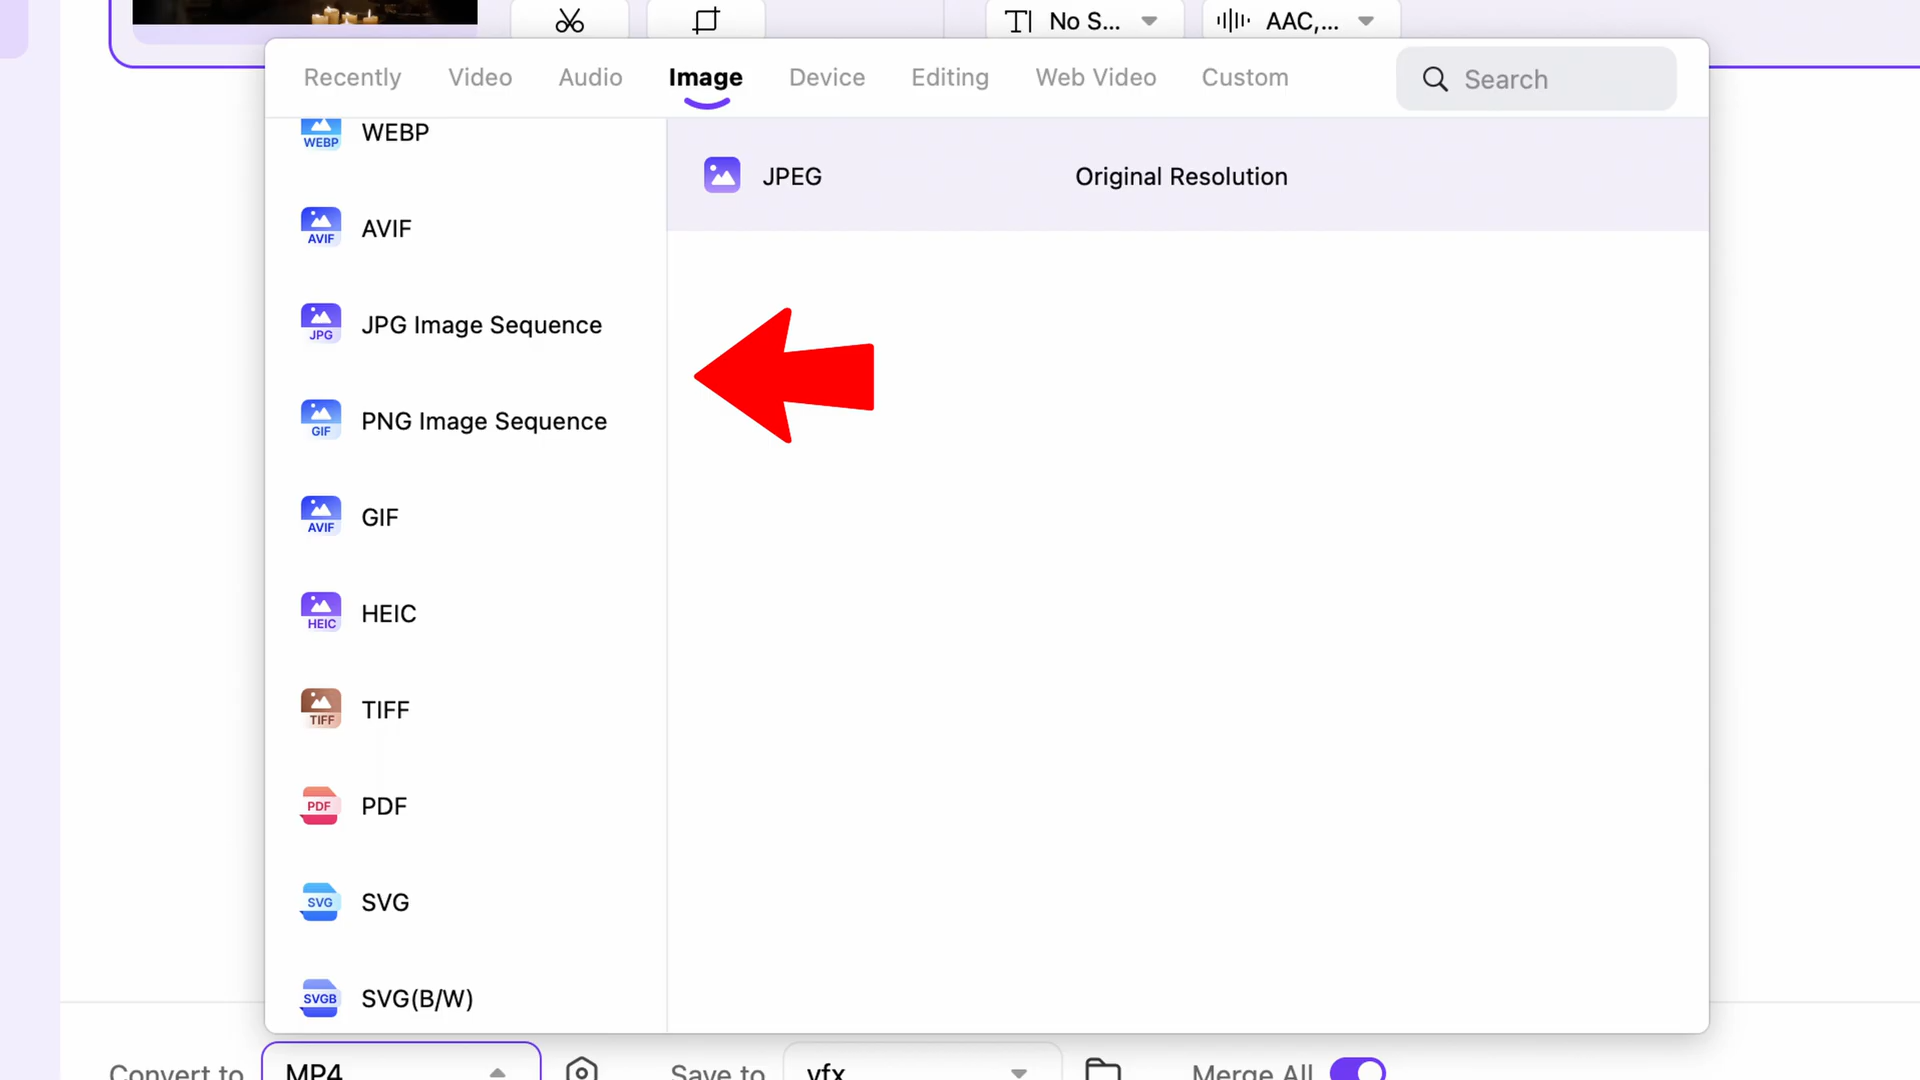 No S...
AAC,...
Recently Video Audio Image Device Editing Web Video Custom
Search
WEBP WEBP
JPEG Original Resolution
AVIF AVIF
JPG JPG Image Sequence
GIF PNG Image Sequence
AVIF GIF
HEIC HEIC
TIFF TIFF
PDF PDF
SVG SVG
SVGB SVG(B/W)
Convert to MP4
Save to vfx
Merge All